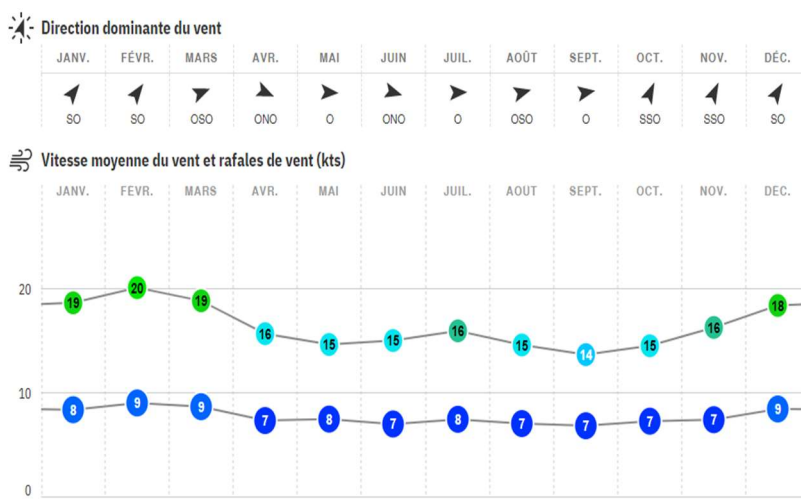 Direction dominante du vent
JANV. FÉVR. MARS AVR. MAI JUIN JUIL. AOÛT SEPT. OCT. NOV. DÉC.
SO SO OSO ONO O ONO O OSO O SSO SSO SO
Vitesse moyenne du vent et rafales de vent (kts)
JANV. FEVR. MARS AVR. MAI JUIN JUIL. AOÛT SEPT. OCT. NOV. DEC.
20
19 20 19 16 15 15 16 15 14 15 16 18
10
8 9 9 7 8 7 8 7 7 7 7 9
0